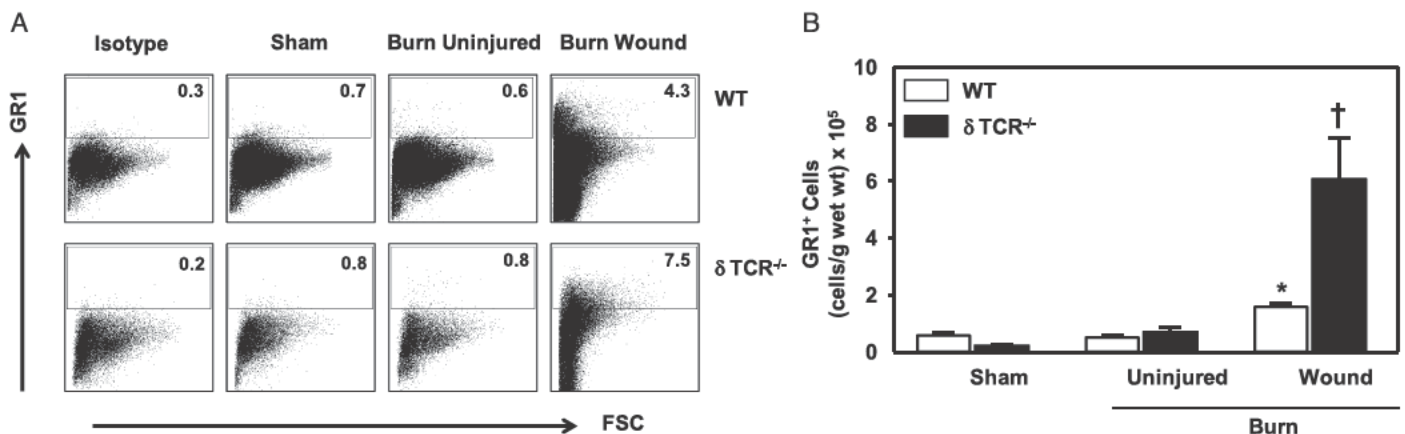 A
Isotype
Sham
Burn Uninjured
Burn Wound
GR1
0.3
0.7
0.6
4.3
WT
0.2
0.8
0.8
7.5
δ TCR-/-
FSC
B
GR1+ Cells
(cells/g wet wt) x 10⁵
10
8
6
4
2
0
WT
δ TCR-/-
*
†
Sham
Uninjured
Wound
Burn